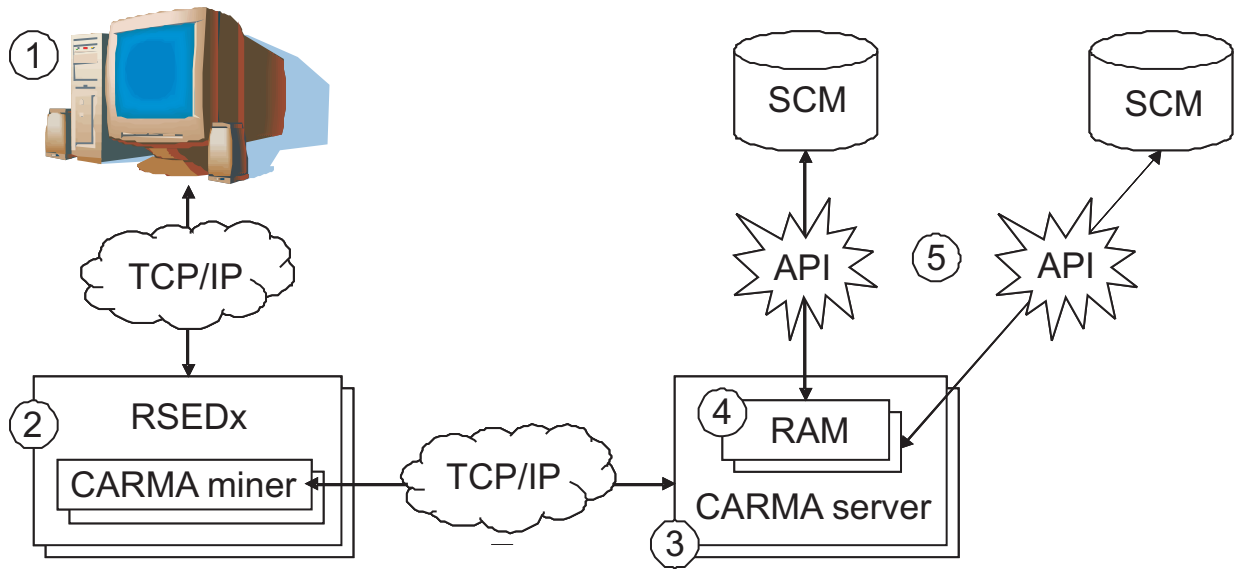 1
SCM
SCM
TCP/IP
API
5
API
2
RSEDx
CARMA miner
TCP/IP
4
RAM
CARMA server
3